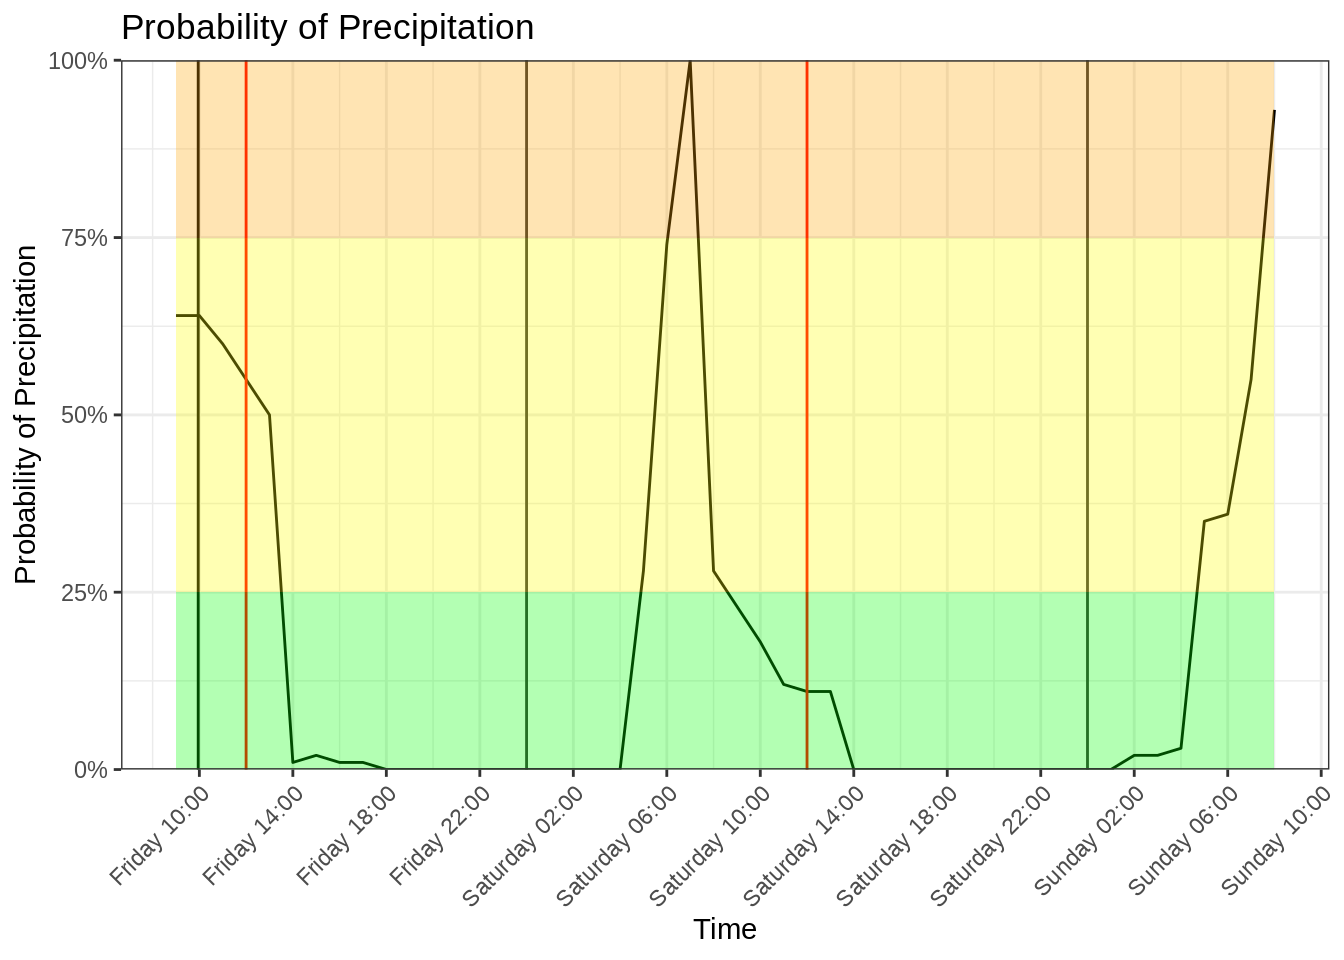 Probability of Precipitation
Probability of Precipitation
100%
75%
50%
25%
0%
Friday 10:00
Friday 14:00
Friday 18:00
Friday 22:00
Saturday 02:00
Saturday 06:00
Saturday 10:00
Saturday 14:00
Saturday 18:00
Saturday 22:00
Sunday 02:00
Sunday 06:00
Sunday 10:00
Time